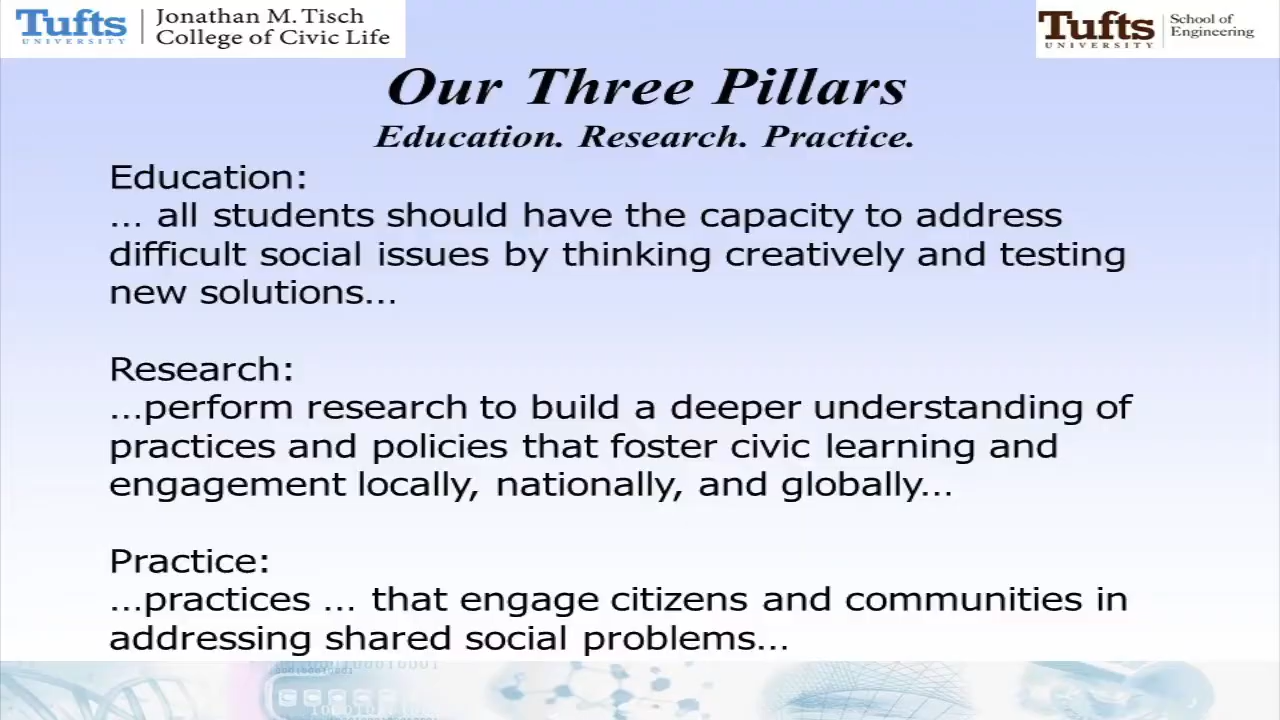 Tufts
UNIVERSITY
Jonathan M. Tisch
College of Civic Life
Tufts
UNIVERSITY
School of
Engineering
Our Three Pillars
Education. Research. Practice.
Education:
... all students should have the capacity to address
difficult social issues by thinking creatively and testing
new solutions...
Research:
...perform research to build a deeper understanding of
practices and policies that foster civic learning and
engagement locally, nationally, and globally...
Practice:
...practices ... that engage citizens and communities in
addressing shared social problems...